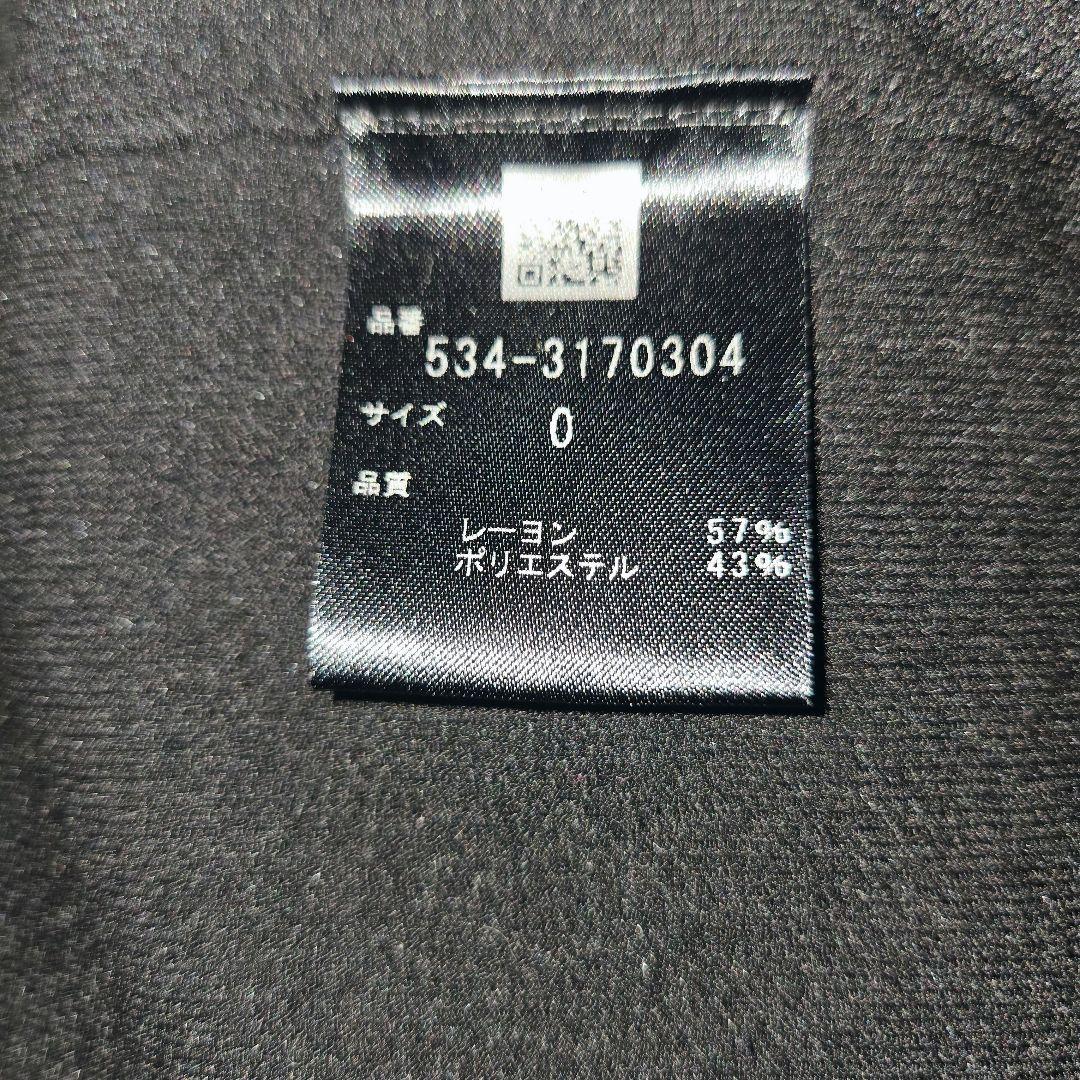 品番
534-3170304
サイズ 0
品質
レーヨン 57%
ポリエステル 43%